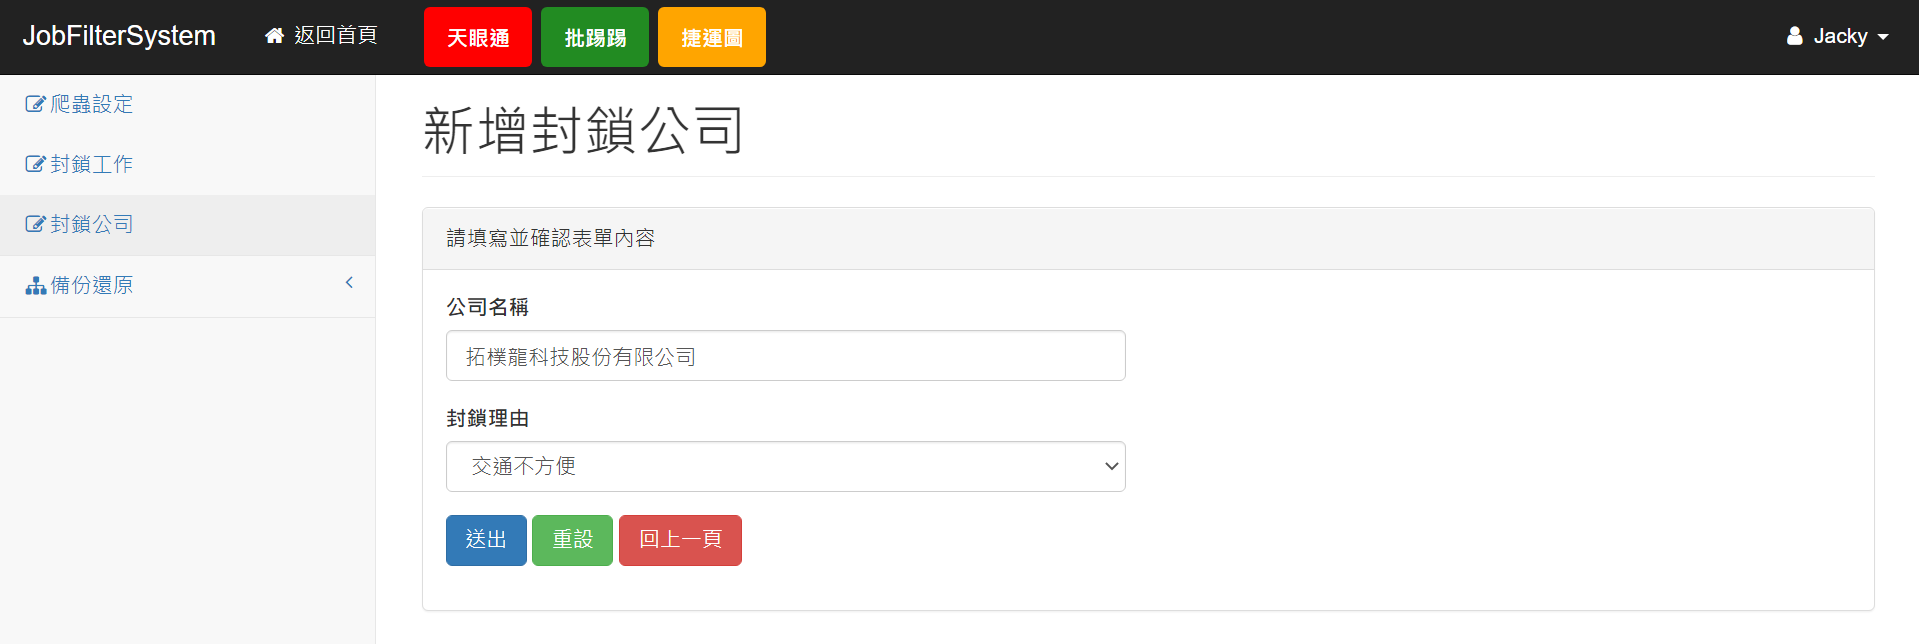 JobFilterSystem 返回首頁 天眼通 批踢踢 捷運圖 Jacky
爬蟲設定
封鎖工作
封鎖公司
備份還原
新增封鎖公司
請填寫並確認表單內容
公司名稱
拓樸龍科技股份有限公司
封鎖理由
交通不方便
送出 重設 回上一頁